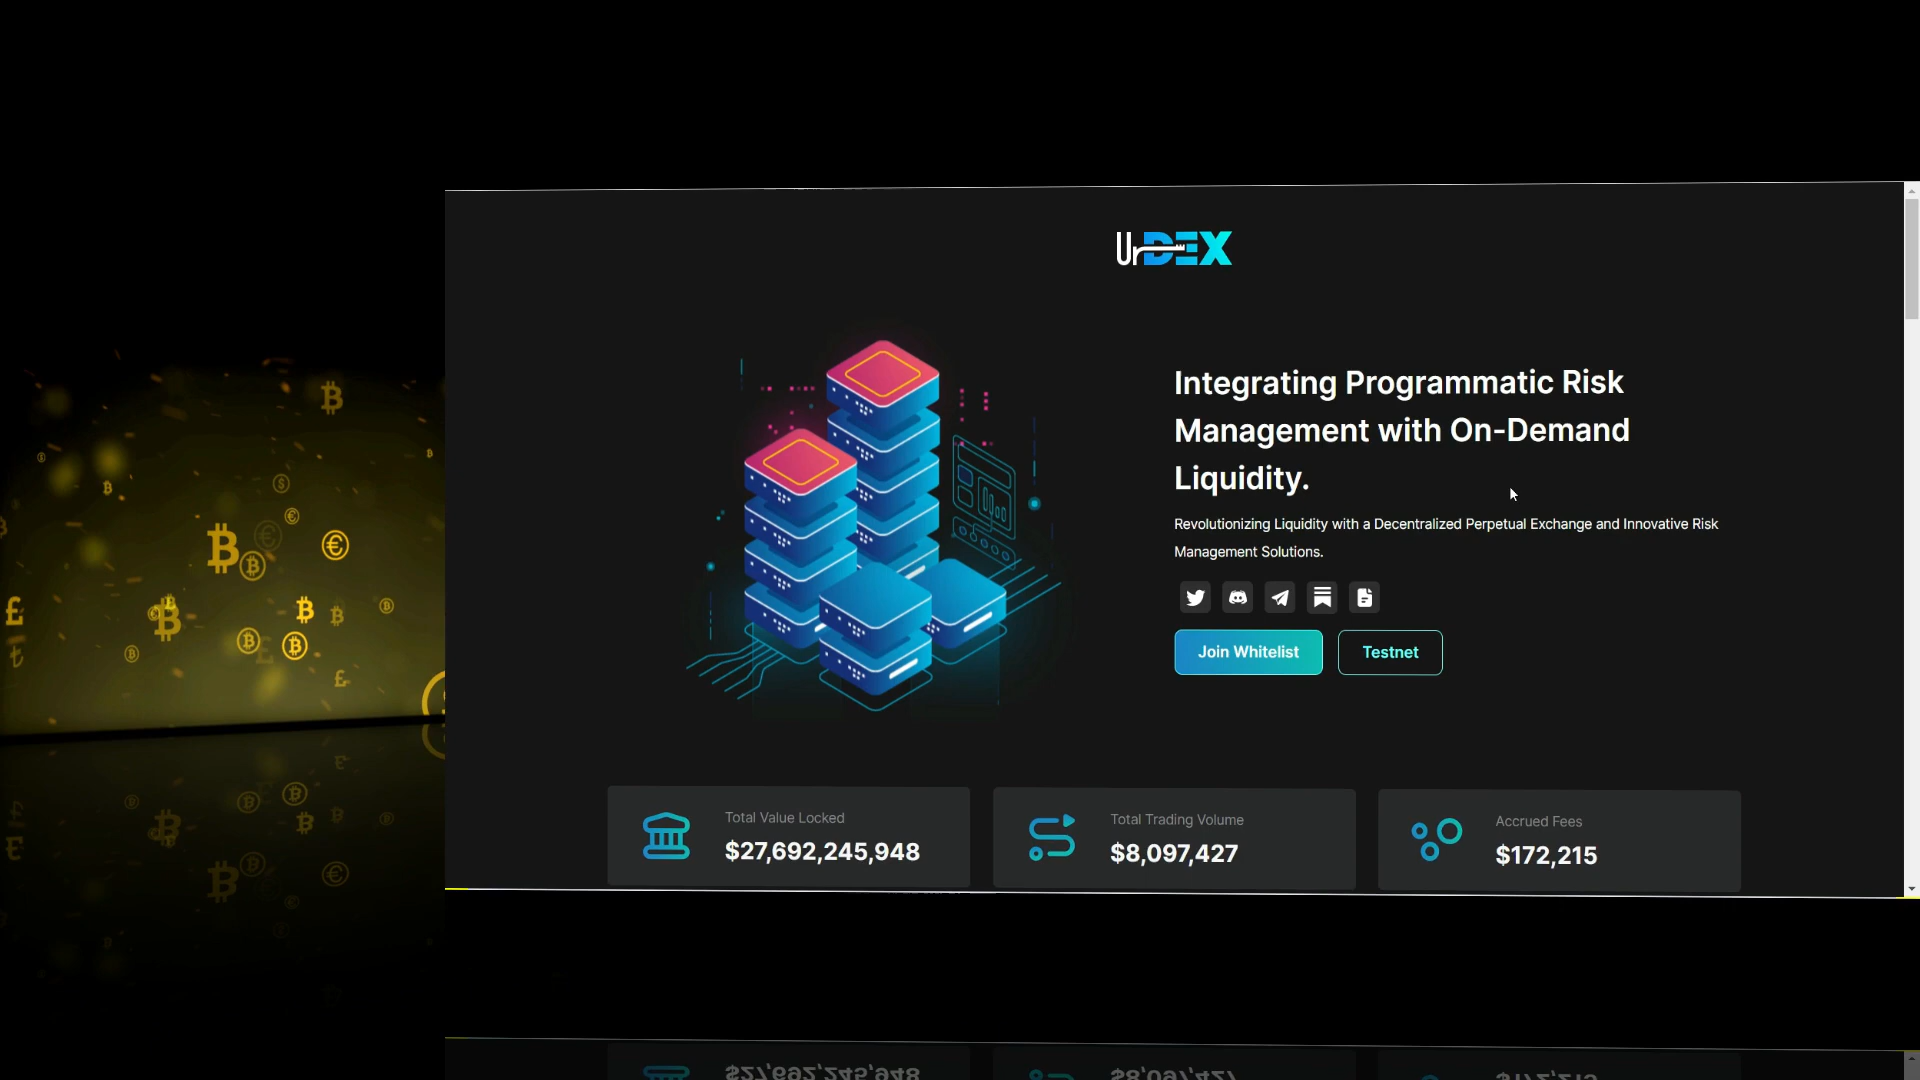 UrDEX
Integrating Programmatic Risk
Management with On-Demand
Liquidity.
Revolutionizing Liquidity with a Decentralized Perpetual Exchange and Innovative Risk
Management Solutions.
Join Whitelist
Testnet
Total Value Locked
$27,692,245,948
Total Trading Volume
$8,097,427
Accrued Fees
$172,215